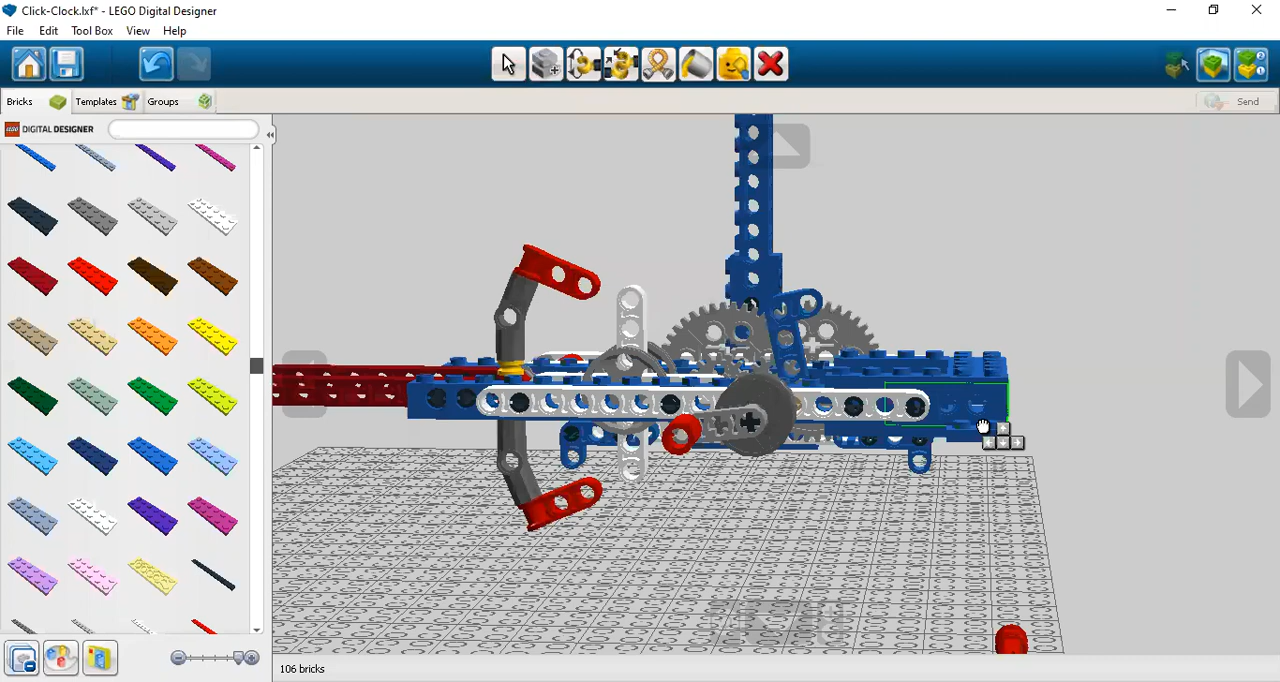 Click-Clock.lxf* - LEGO Digital Designer
File Edit Tool Box View Help
Bricks Templates Groups Send
LEGO DIGITAL DESIGNER
106 bricks